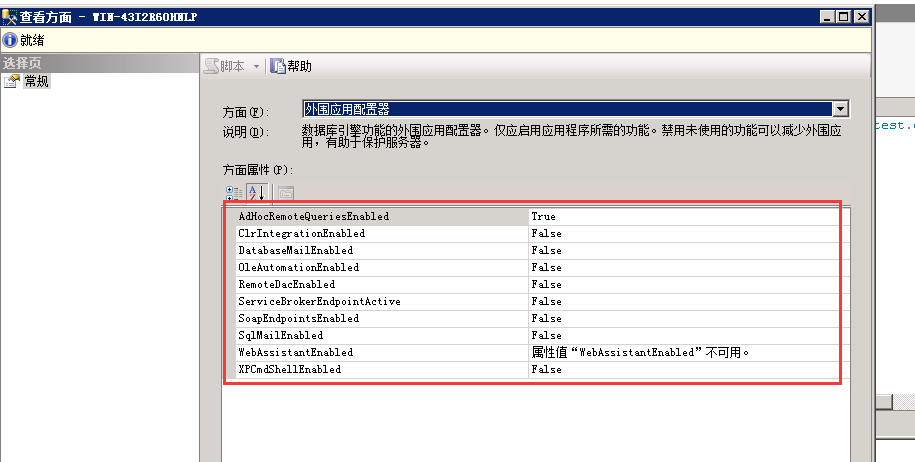 查看方面 - WIN-43I2R6OHNLP
就绪
选择页
常规
脚本
帮助
方面(F):
外围应用配置器
说明(D):
数据库引擎功能的外围应用配置器。仅应启用应用程序所需的功能。禁用未使用的功能可以减少外围应
用，有助于保护服务器。
test.
方面属性(P):
AdHocRemoteQueriesEnabled True
ClrIntegrationEnabled False
DatabaseMailEnabled False
OleAutomationEnabled False
RemoteDacEnabled False
ServiceBrokerEndpointActive False
SoapEndpointsEnabled False
SqlMailEnabled False
WebAssistantEnabled 属性值“WebAssistantEnabled”不可用。
XPCmdShellEnabled False